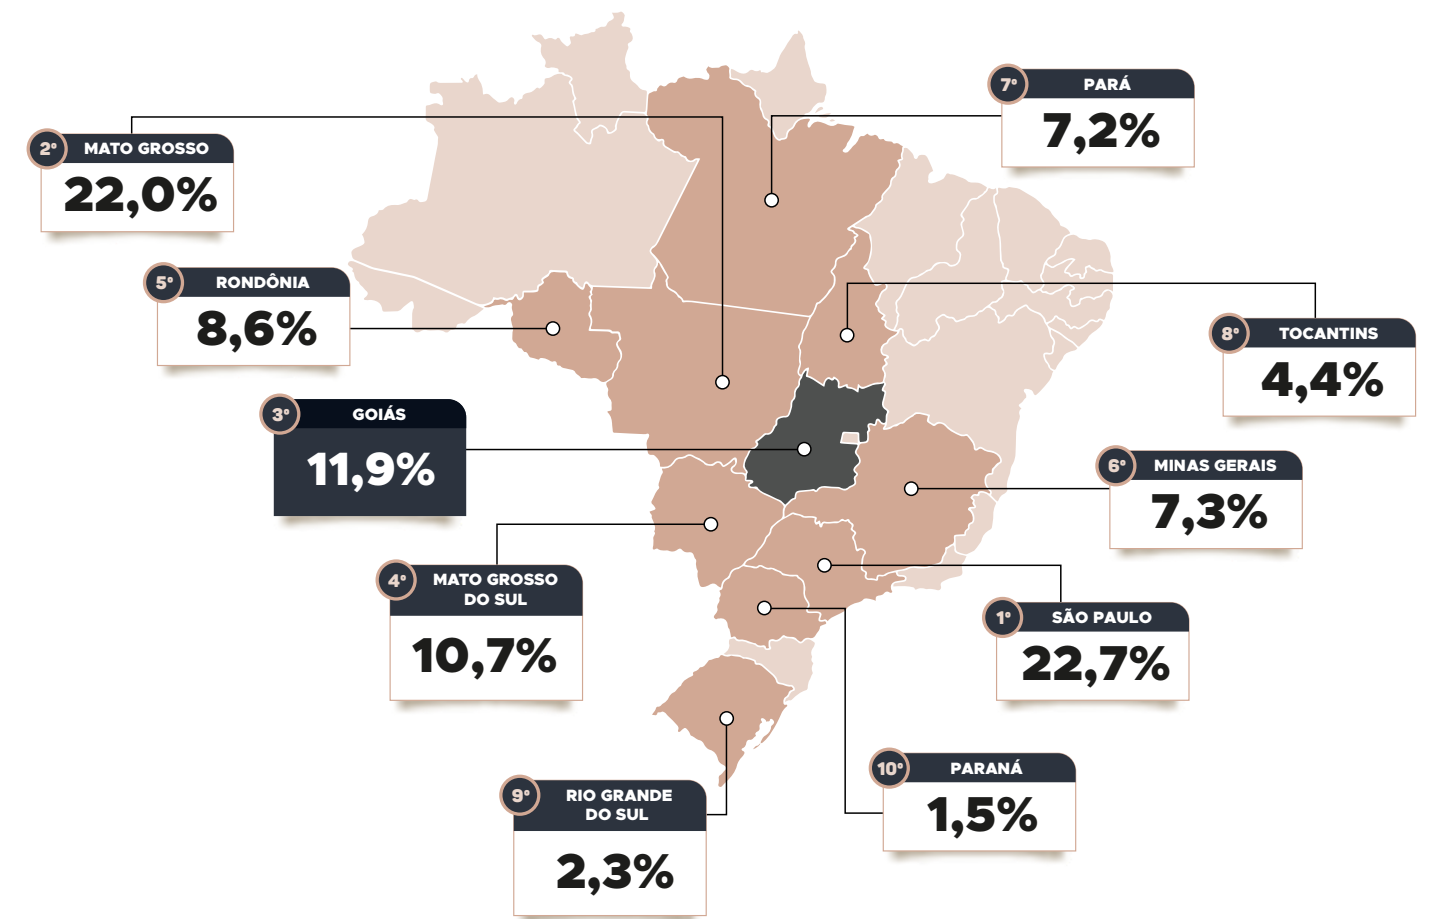 7º
PARÁ
7,2%
2º
MATO GROSSO
22,0%
5º
RONDÔNIA
8,6%
8º
TOCANTINS
4,4%
3º
GOIÁS
11,9%
6º
MINAS GERAIS
7,3%
4º
MATO GROSSO
DO SUL
10,7%
1º
SÃO PAULO
22,7%
10º
PARANÁ
1,5%
9º
RIO GRANDE
DO SUL
2,3%